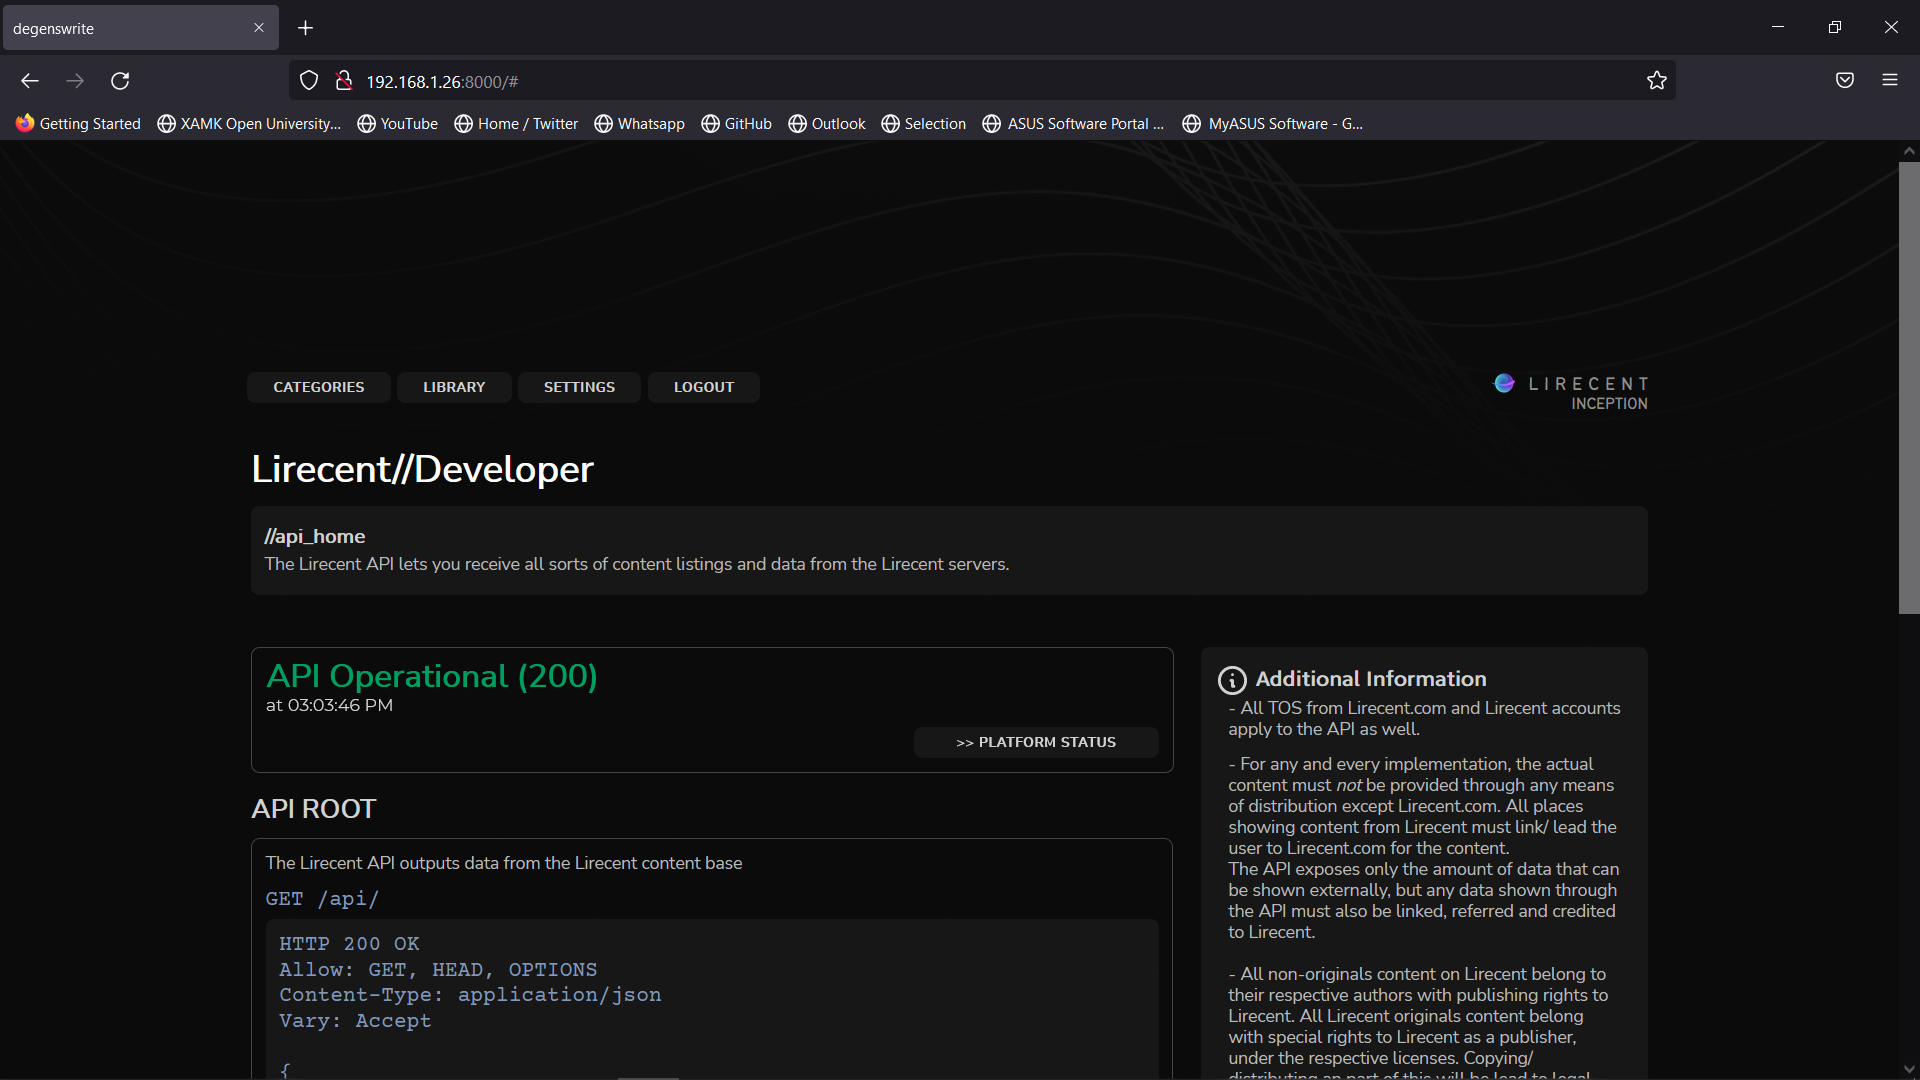 degenswrite
192.168.1.26:8000/#
Getting Started XAMK Open University... YouTube Home / Twitter Whatsapp GitHub Outlook Selection ASUS Software Portal ... MyASUS Software - G...
CATEGORIES LIBRARY SETTINGS LOGOUT
LIRECENT
INCEPTION
Lirecent//Developer
//api_home
The Lirecent API lets you receive all sorts of content listings and data from the Lirecent servers.
API Operational (200)
at 03:03:46 PM
>> PLATFORM STATUS
API ROOT
The Lirecent API outputs data from the Lirecent content base
GET /api/
HTTP 200 OK
Allow: GET, HEAD, OPTIONS
Content-Type: application/json
Vary: Accept
{
Additional Information
- All TOS from Lirecent.com and Lirecent accounts
apply to the API as well.
- For any and every implementation, the actual
content must not be provided through any means
of distribution except Lirecent.com. All places
showing content from Lirecent must link/ lead the
user to Lirecent.com for the content.
The API exposes only the amount of data that can
be shown externally, but any data shown through
the API must also be linked, referred and credited
to Lirecent.
- All non-originals content on Lirecent belong to
their respective authors with publishing rights to
Lirecent. All Lirecent originals content belong
with special rights to Lirecent as a publisher,
under the respective licenses. Copying/
distributing an part of this will be lead to legal